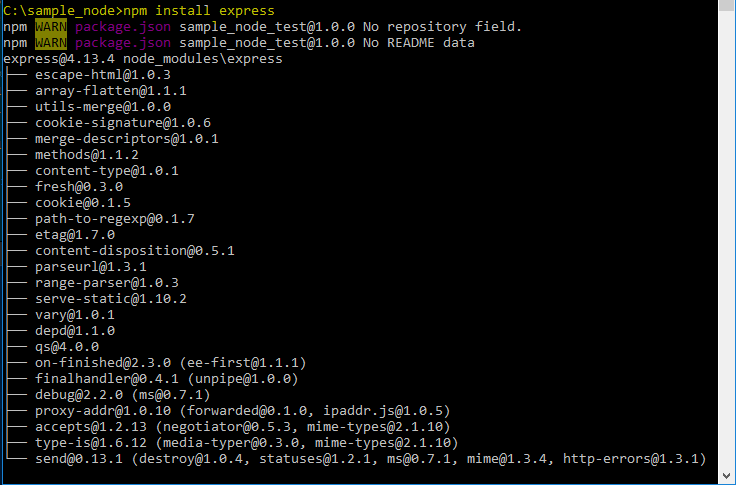 C:\sample_node>npm install express
npm WARN package.json sample_node_test@1.0.0 No repository field.
npm WARN package.json sample_node_test@1.0.0 No README data
express@4.13.4 node_modules\express
├── escape-html@1.0.3
├── array-flatten@1.1.1
├── utils-merge@1.0.0
├── cookie-signature@1.0.6
├── merge-descriptors@1.0.1
├── methods@1.1.2
├── content-type@1.0.1
├── fresh@0.3.0
├── cookie@0.1.5
├── path-to-regexp@0.1.7
├── etag@1.7.0
├── content-disposition@0.5.1
├── parseurl@1.3.1
├── range-parser@1.0.3
├── serve-static@1.10.2
├── vary@1.0.1
├── depd@1.1.0
├── qs@4.0.0
├── on-finished@2.3.0 (ee-first@1.1.1)
├── finalhandler@0.4.1 (unpipe@1.0.0)
├── debug@2.2.0 (ms@0.7.1)
├── proxy-addr@1.0.10 (forwarded@0.1.0, ipaddr.js@1.0.5)
├── accepts@1.2.13 (negotiator@0.5.3, mime-types@2.1.10)
├── type-is@1.6.12 (media-typer@0.3.0, mime-types@2.1.10)
└── send@0.13.1 (destroy@1.0.4, statuses@1.2.1, ms@0.7.1, mime@1.3.4, http-errors@1.3.1)